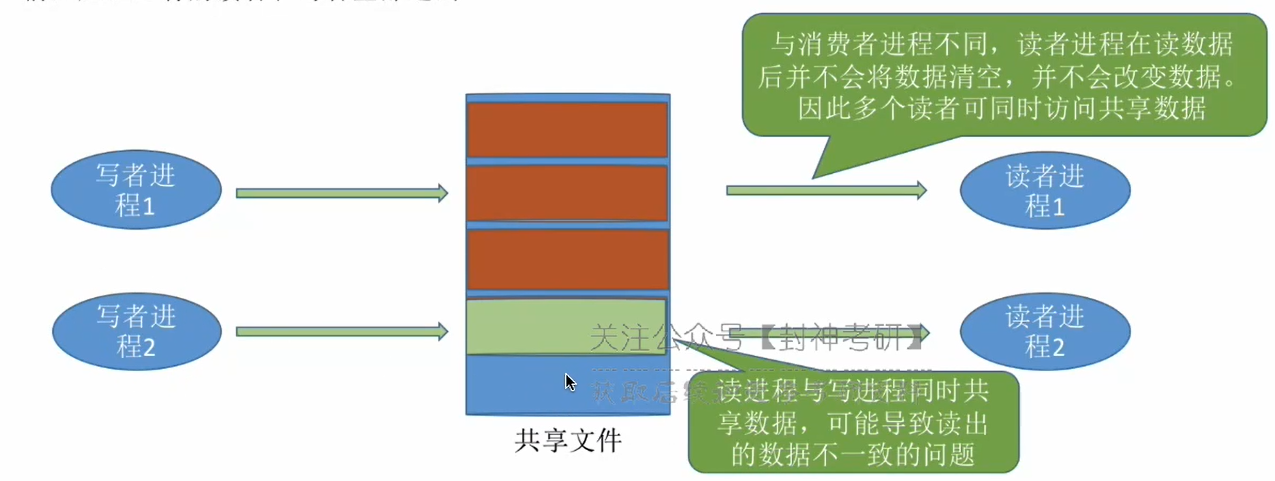 与消费者进程不同，读者进程在读数据
后并不会将数据清空，并不会改变数据。
因此多个读者可同时访问共享数据
写者进
程1
读者进
程1
写者进
程2
读者进
程2
关注公众号【封神考研】
读进程与写进程同时共
享数据，可能导致读出
的数据不一致的问题
共享文件